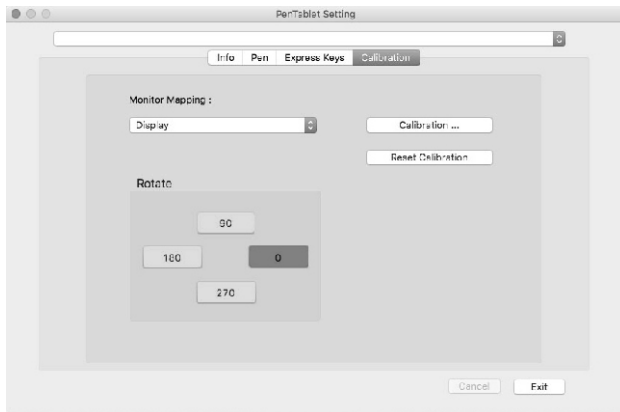 PenTablet Setting
Info Pen Express Keys Calibration
Monitor Mapping :
Display Calibration ...
Reset Calibration
Rotate
90
180 0
270
Cancel Exit